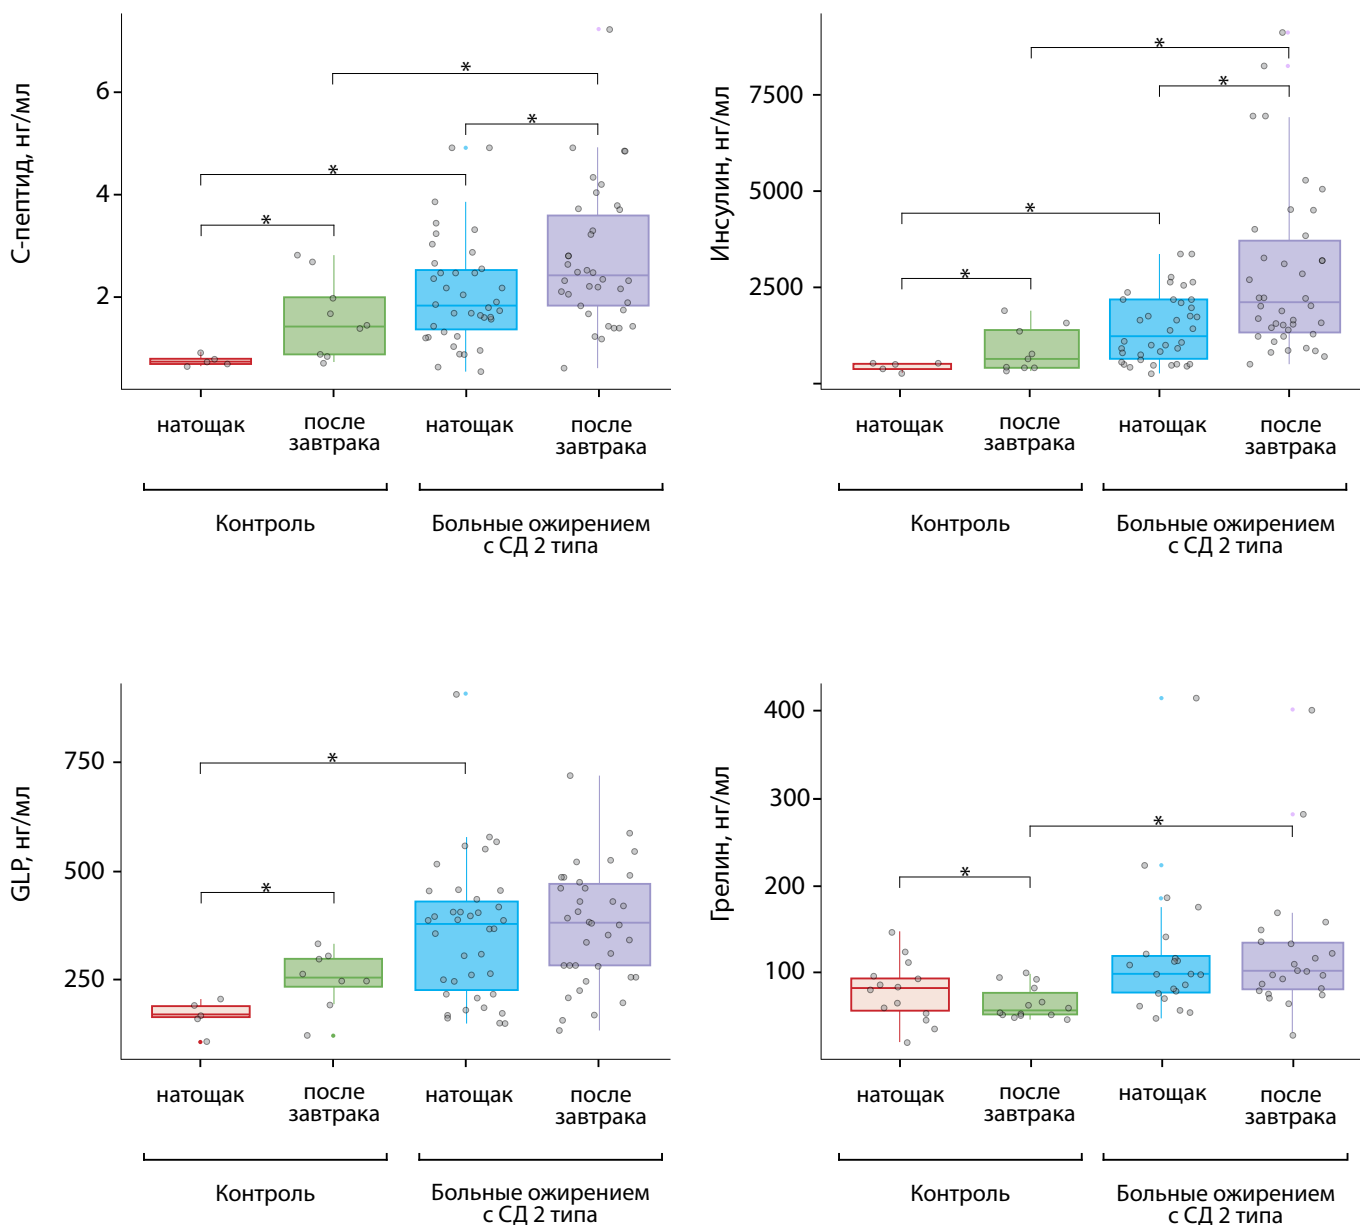 С-пептид, нг/мл
6
4
2
*
*
*
*
натощак
после
завтрака
натощак
после
завтрака
Контроль
Больные ожирением
с СД 2 типа
Инсулин, нг/мл
7500
5000
2500
*
*
*
*
натощак
после
завтрака
натощак
после
завтрака
Контроль
Больные ожирением
с СД 2 типа
GLP, нг/мл
750
500
250
*
*
натощак
после
завтрака
натощак
после
завтрака
Контроль
Больные ожирением
с СД 2 типа
Грелин, нг/мл
400
300
200
100
*
*
натощак
после
завтрака
натощак
после
завтрака
Контроль
Больные ожирением
с СД 2 типа